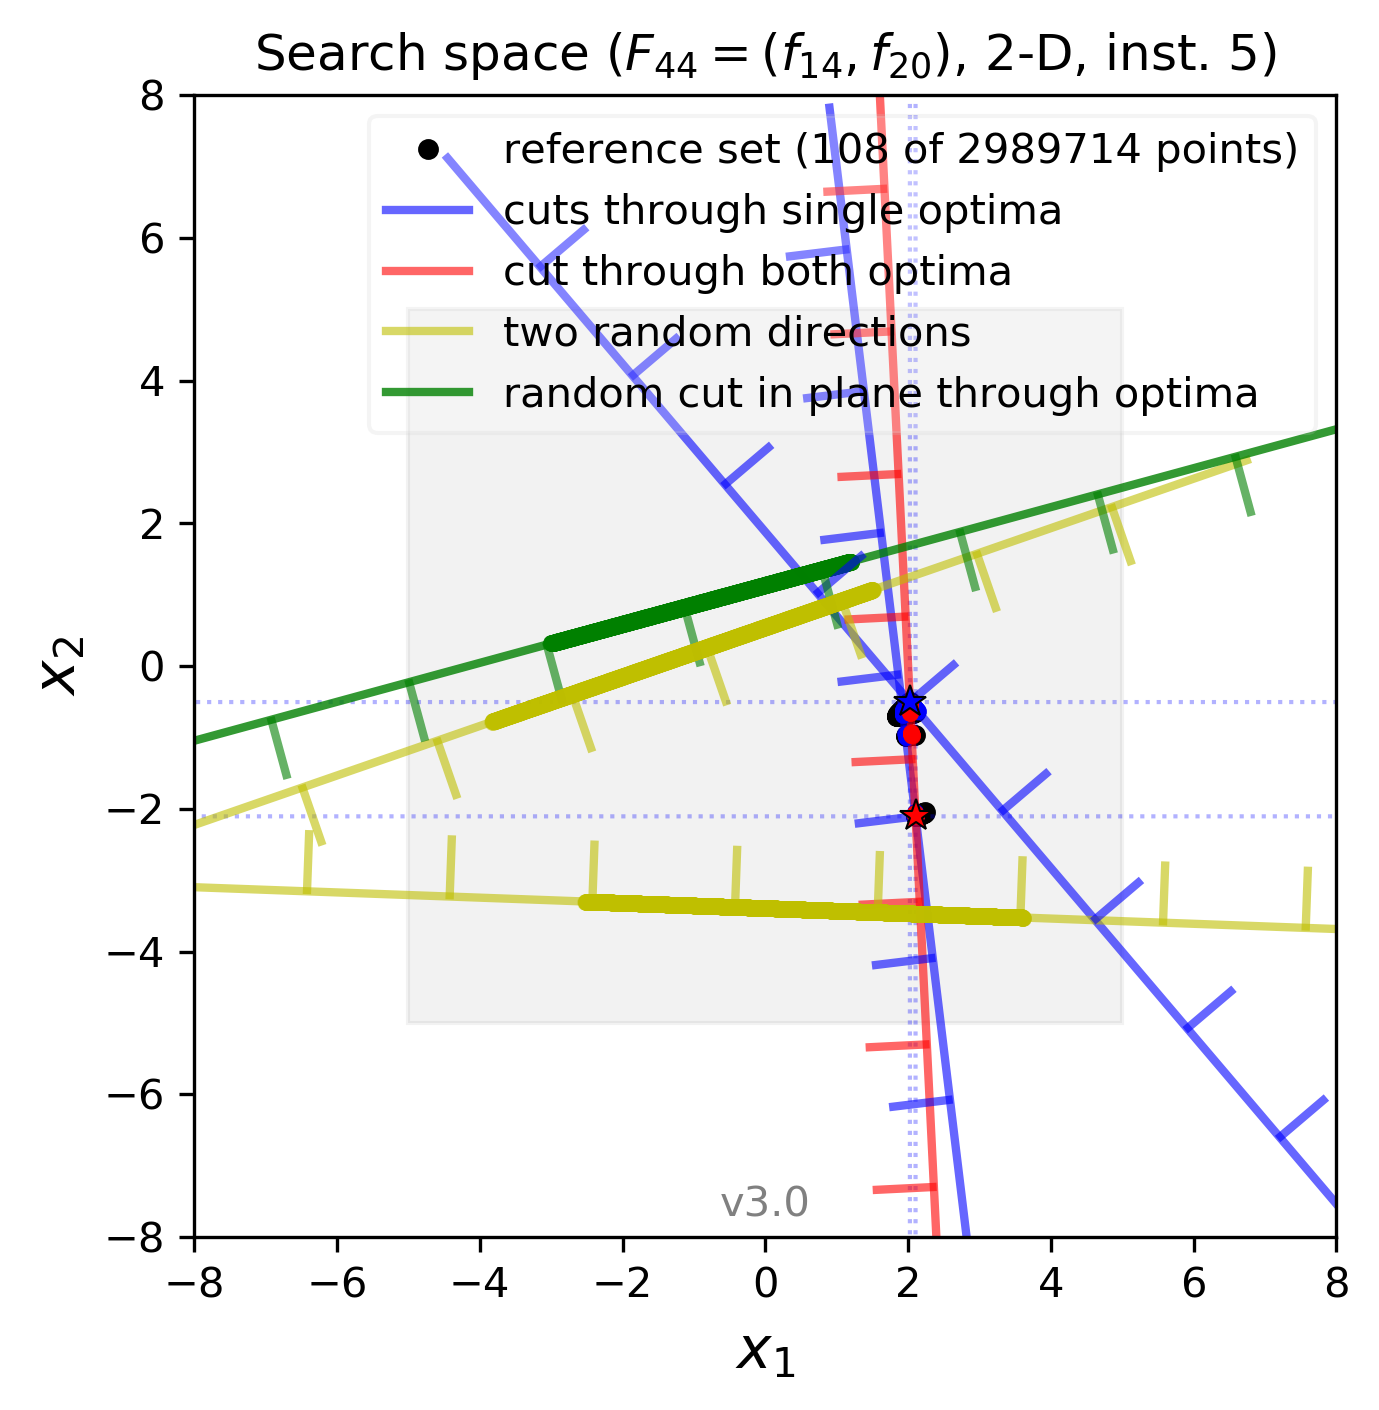 Search space (F₄₄ = (f₁₄, f₂₀), 2-D, inst. 5)
reference set (108 of 2989714 points)
cuts through single optima
cut through both optima
two random directions
random cut in plane through optima
8
6
4
2
0
−2
−4
−6
−8
x₂
v3.0
−8 −6 −4 −2 0 2 4 6 8
x₁